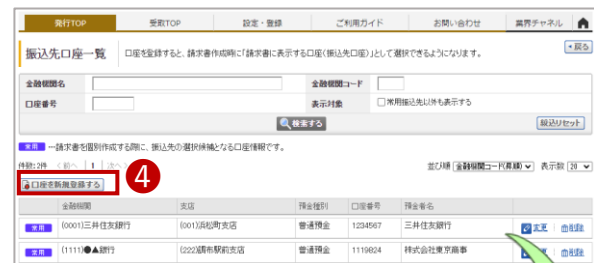 発行TOP 受取TOP 設定・登録 ご利用ガイド お問い合わせ 業界チャネル
振込先口座一覧 口座を登録すると、請求書作成時に「請求書に表示する口座(振込先口座)」として選択できるようになります。 戻る
金融機関名 金融機関コード
口座番号 表示対象 常用振込先以外も表示する
検索する 絞込リセット
常用 …請求書を個別作成する際に、振込先の選択候補となる口座情報です。
件数:2件 <前へ 1 次へ> 並び順 金融機関コード(昇順) 表示数 20
口座を新規登録する 4
金融機関 支店 預金種別 口座番号 預金者名
常用 (0001)三井住友銀行 (001)浜松町支店 普通預金 1234567 三井住友銀行 変更 削除
常用 (1111)●▲銀行 (222)調布駅前支店 普通預金 1119824 株式会社東京商事 変更 削除